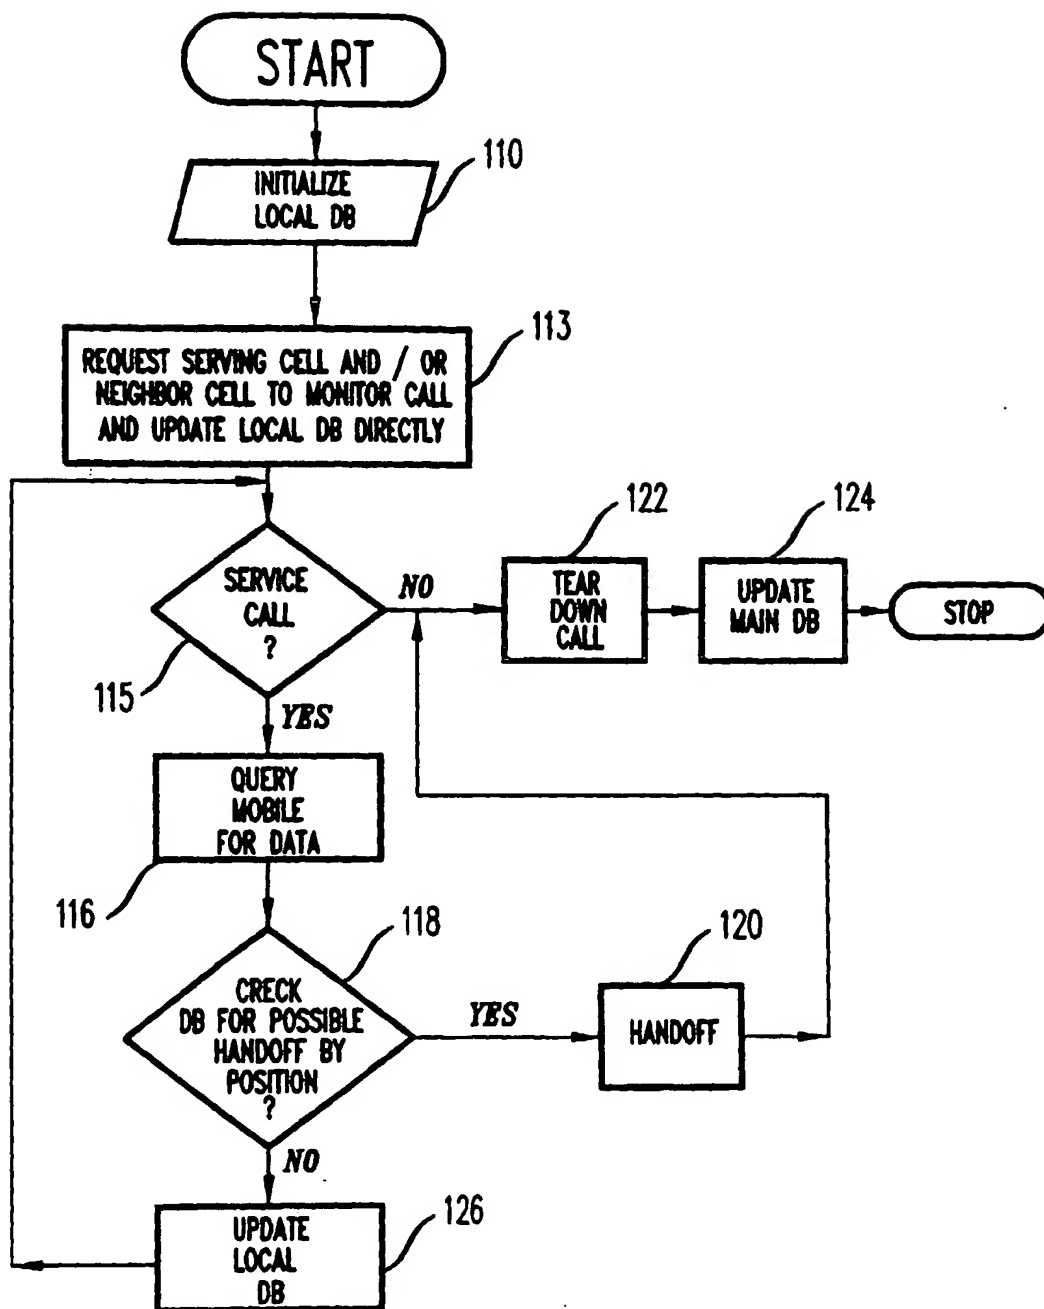 START
INITIALIZE
LOCAL DB
110
REQUEST SERVING CELL AND / OR
NEIGHBOR CELL TO MONITOR CALL
AND UPDATE LOCAL DB DIRECTLY
113
SERVICE
CALL
?
115
NO
TEAR
DOWN
CALL
122
UPDATE
MAIN DB
124
STOP
YES
QUERY
MOBILE
FOR DATA
116
CRECK
DB FOR POSSIBLE
HANDOFF BY
POSITION
?
118
YES
HANDOFF
120
NO
UPDATE
LOCAL
DB
126